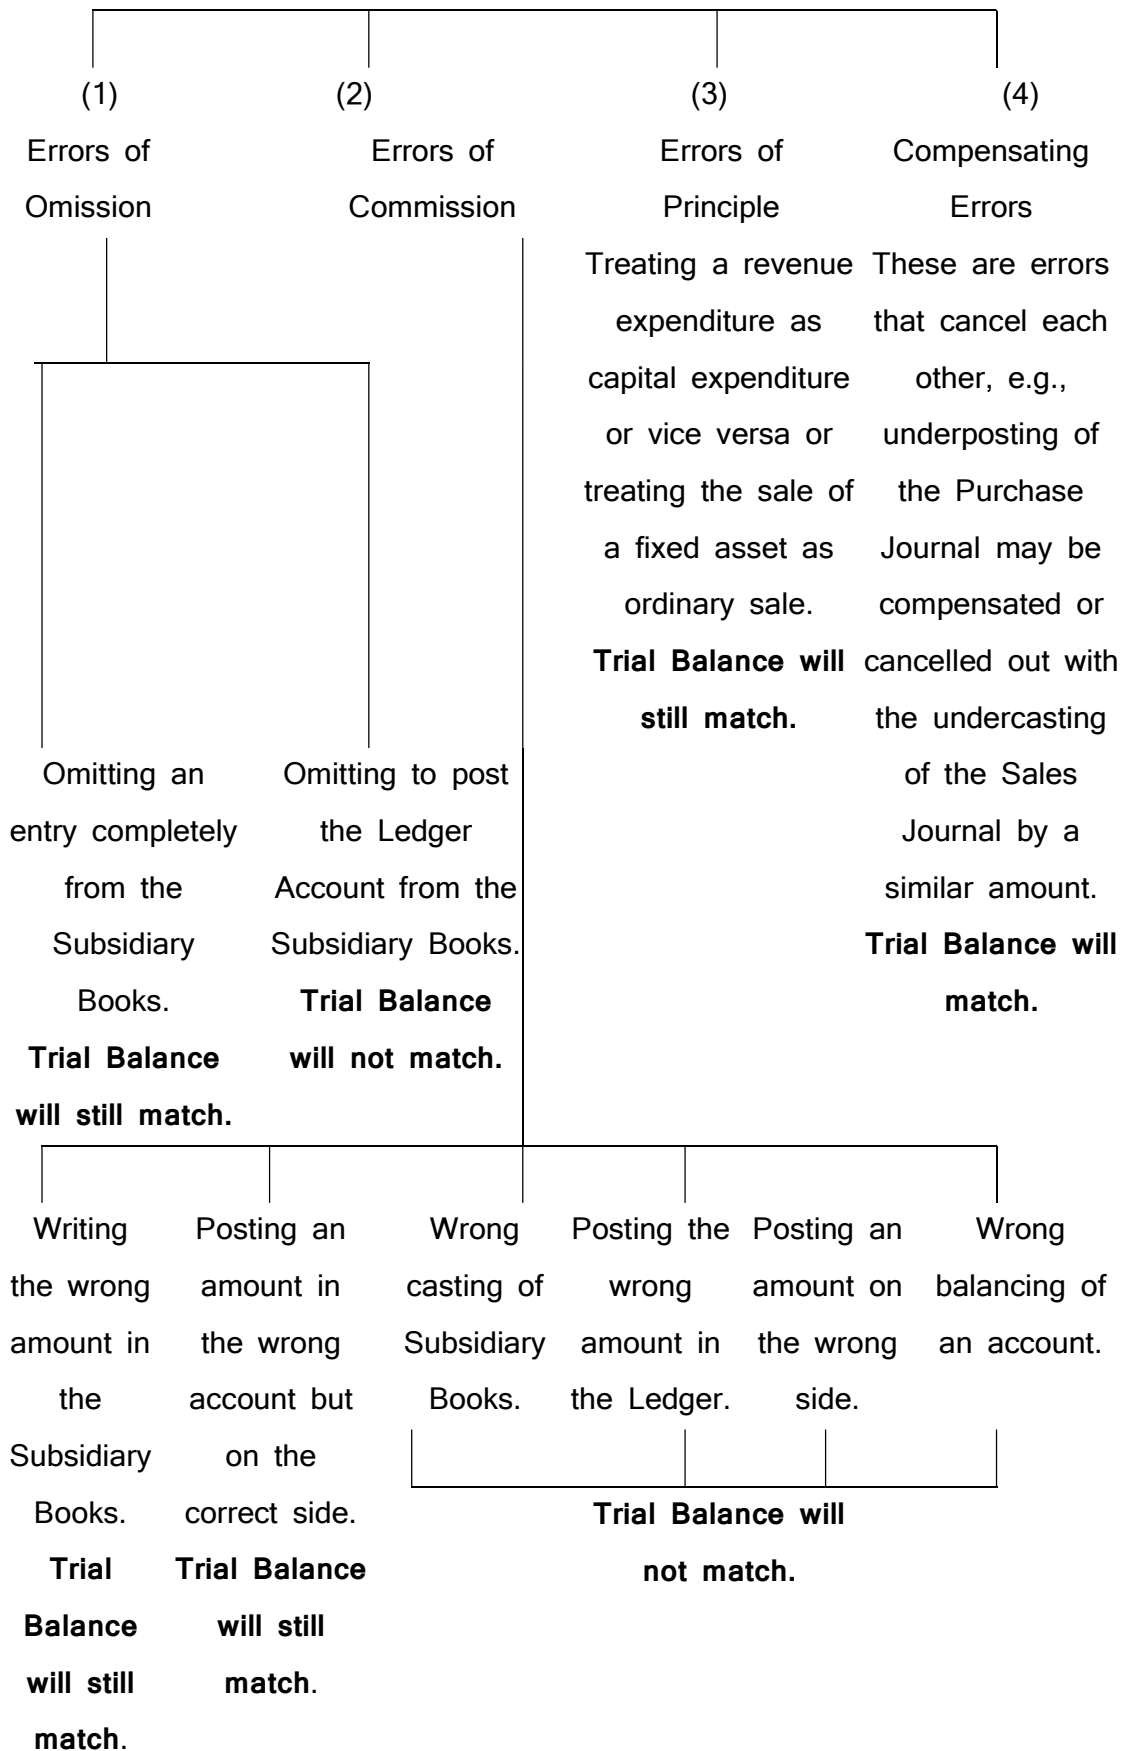 (1)
Errors of
Omission
(2)
Errors of
Commission
(3)
Errors of
Principle
Treating a revenue
expenditure as
capital expenditure
or vice versa or
treating the sale of
a fixed asset as
ordinary sale.
Trial Balance will
still match.
(4)
Compensating
Errors
These are errors
that cancel each
other, e.g.,
underposting of
the Purchase
Journal may be
compensated or
cancelled out with
the undercasting
of the Sales
Journal by a
similar amount.
Trial Balance will
match.
Omitting an
entry completely
from the
Subsidiary
Books.
Trial Balance
will still match.
Omitting to post
the Ledger
Account from the
Subsidiary Books.
Trial Balance
will not match.
Writing
the wrong
amount in
the
Subsidiary
Books.
Trial
Balance
will still
match.
Posting an
amount in
the wrong
account but
on the
correct side.
Trial Balance
will still
match.
Wrong
casting of
Subsidiary
Books.
Posting the
wrong
amount in
the Ledger.
Posting an
amount on
the wrong
side.
Wrong
balancing of
an account.
Trial Balance will
not match.